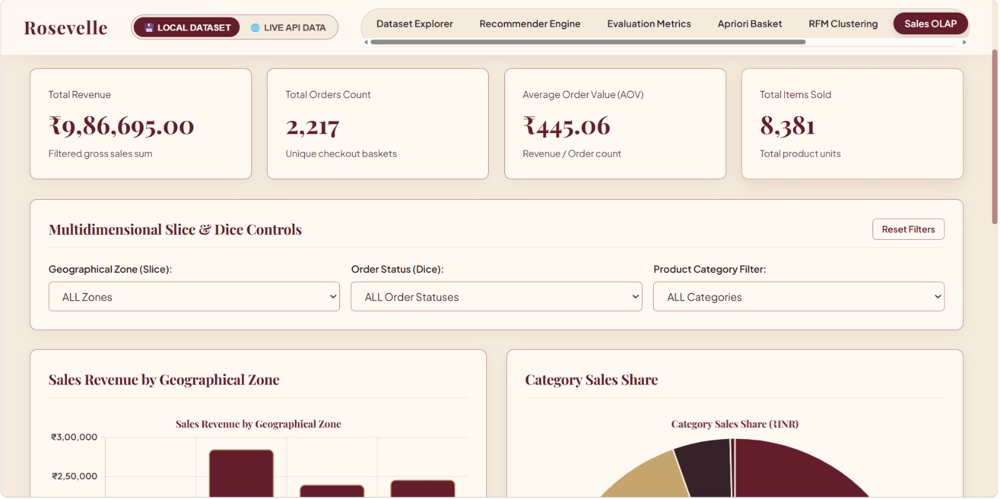 Rosevelle
💾 LOCAL DATASET
🌐 LIVE API DATA
Dataset Explorer
Recommender Engine
Evaluation Metrics
Apriori Basket
RFM Clustering
Sales OLAP
Total Revenue
₹9,86,695.00
Filtered gross sales sum
Total Orders Count
2,217
Unique checkout baskets
Average Order Value (AOV)
₹445.06
Revenue / Order count
Total Items Sold
8,381
Total product units
Multidimensional Slice & Dice Controls
Reset Filters
Geographical Zone (Slice):
ALL Zones
Order Status (Dice):
ALL Order Statuses
Product Category Filter:
ALL Categories
Sales Revenue by Geographical Zone
Sales Revenue by Geographical Zone
₹3,00,000
₹2,50,000
Category Sales Share
Category Sales Share (₹INR)